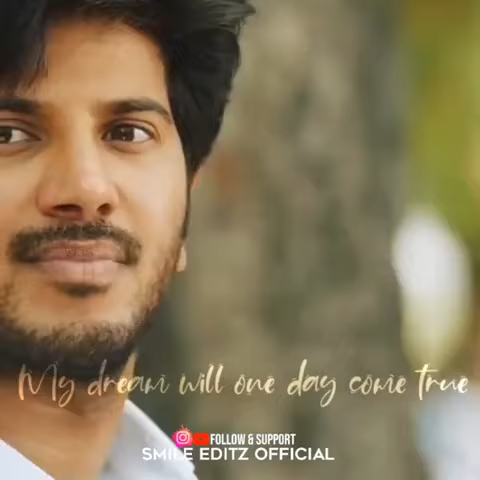 My dream will one day come true
FOLLOW & SUPPORT
SMILE EDITZ OFFICIAL